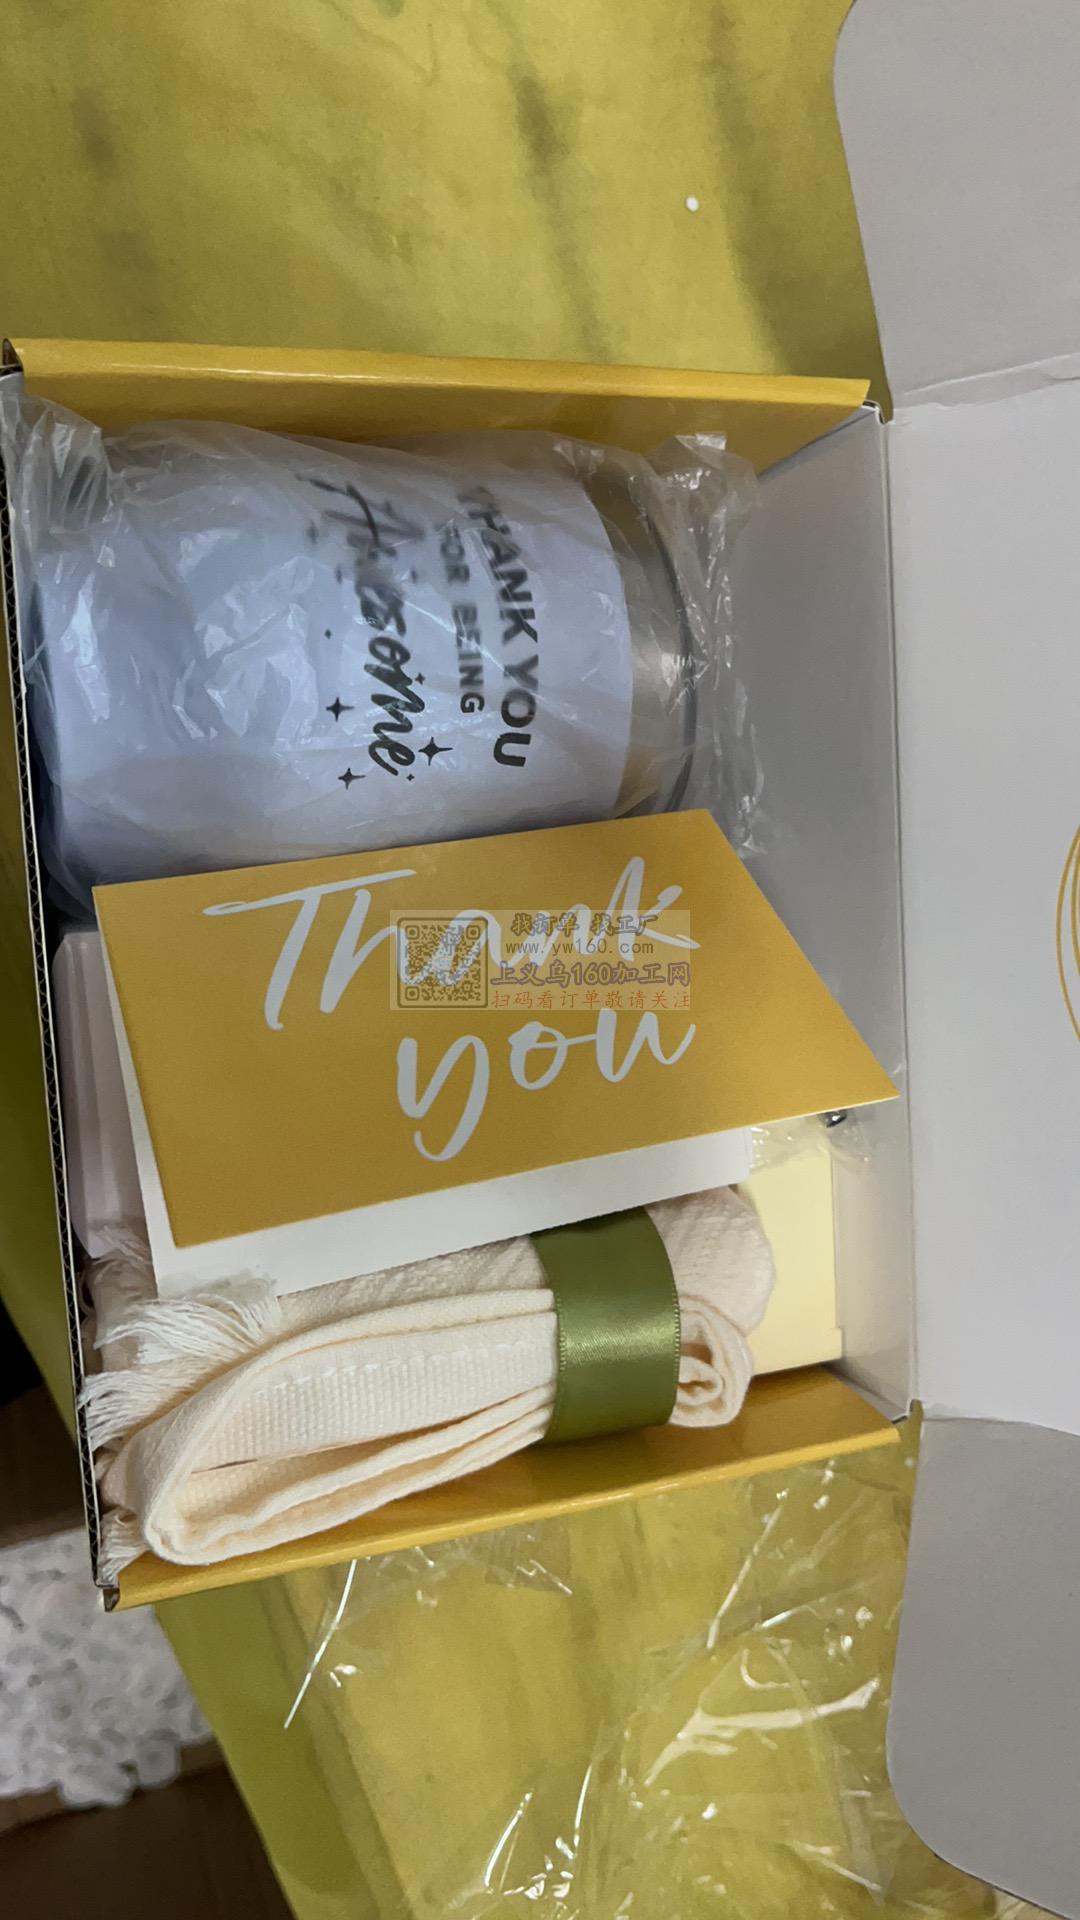 THANK YOU
FOR BEING
Awesome
Thank
you
找订单 找工厂
www.yw160.com
上义乌160加工网
扫码看订单敬请关注